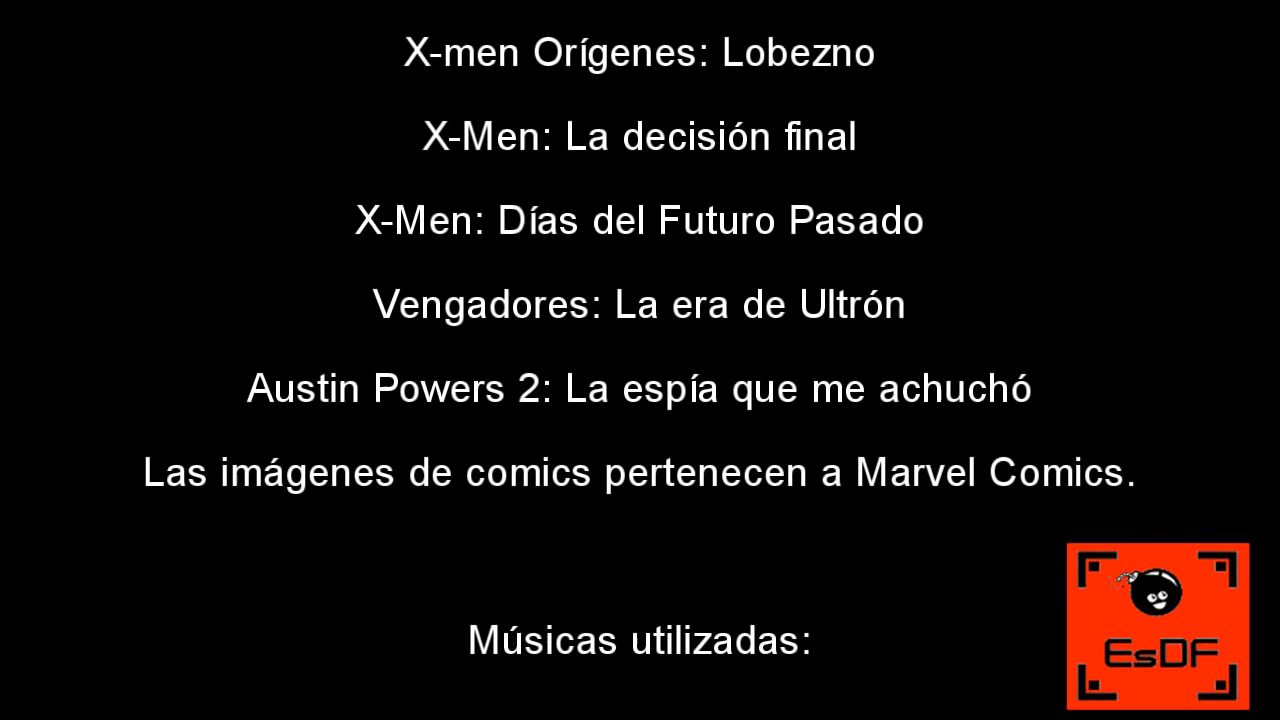 X-men Orígenes: Lobezno
X-Men: La decisión final
X-Men: Días del Futuro Pasado
Vengadores: La era de Ultrón
Austin Powers 2: La espía que me achuchó
Las imágenes de comics pertenecen a Marvel Comics.
Músicas utilizadas:
EsDF